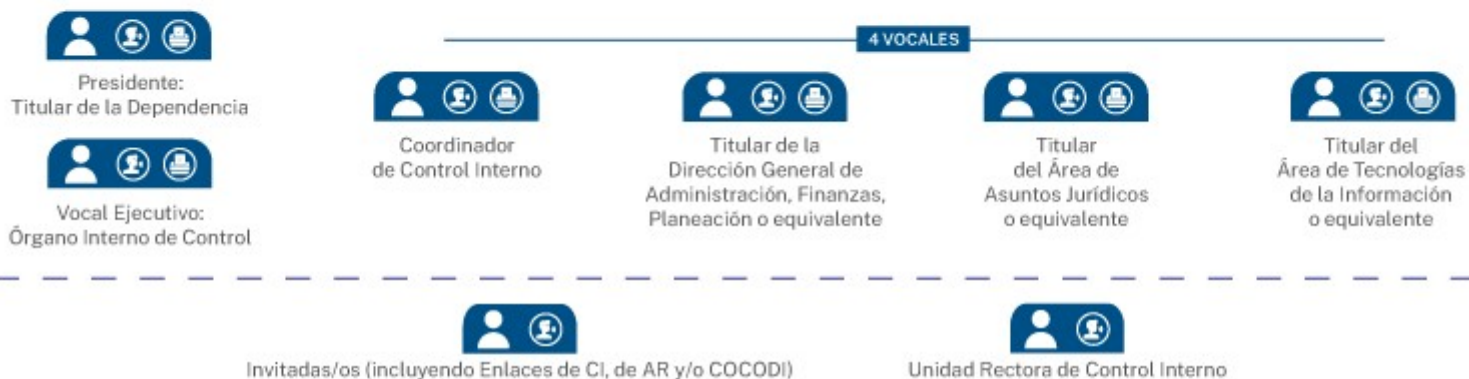 Presidente:
Titular de la Dependencia
Vocal Ejecutivo:
Órgano Interno de Control
4 VOCALES
Coordinador
de Control Interno
Titular de la
Dirección General de
Administración, Finanzas,
Planeación o equivalente
Titular
del Área de
Asuntos Jurídicos
o equivalente
Titular del
Área de Tecnologías
de la Información
o equivalente
Invitadas/os (incluyendo Enlaces de CI, de AR y/o COCODI)
Unidad Rectora de Control Interno